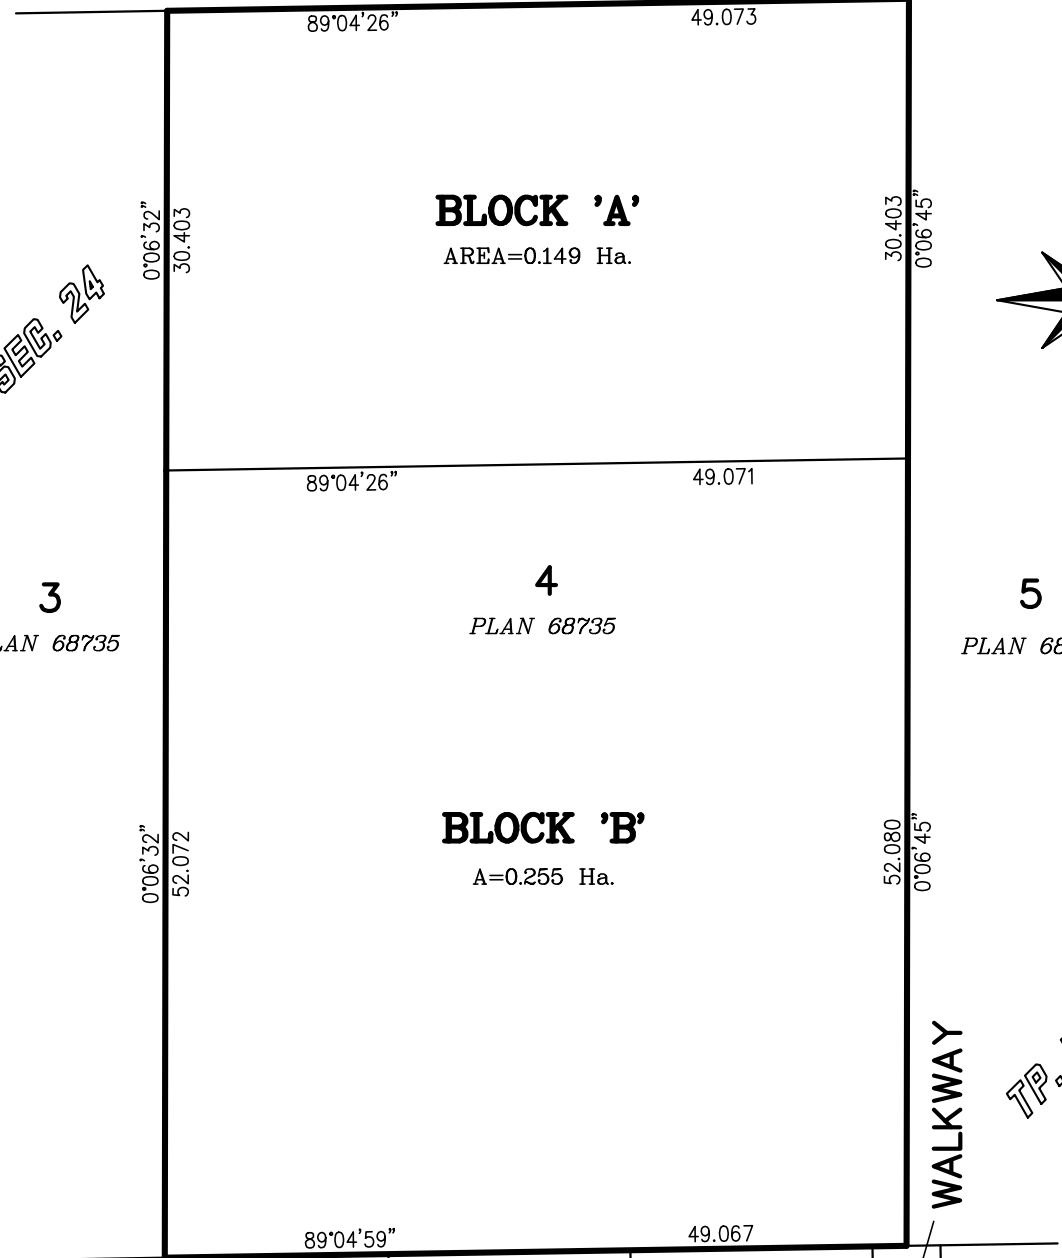 89°04'26" 49.073
BLOCK 'A'
AREA=0.149 Ha.
0°06'32"
30.403
30.403
0°06'45"
SEC. 24
89°04'26" 49.071
3
PLAN 68735
4
PLAN 68735
5
PLAN 68
BLOCK 'B'
A=0.255 Ha.
0°06'32"
52.072
52.080
0°06'45"
WALKWAY
TP.
89°04'59" 49.067